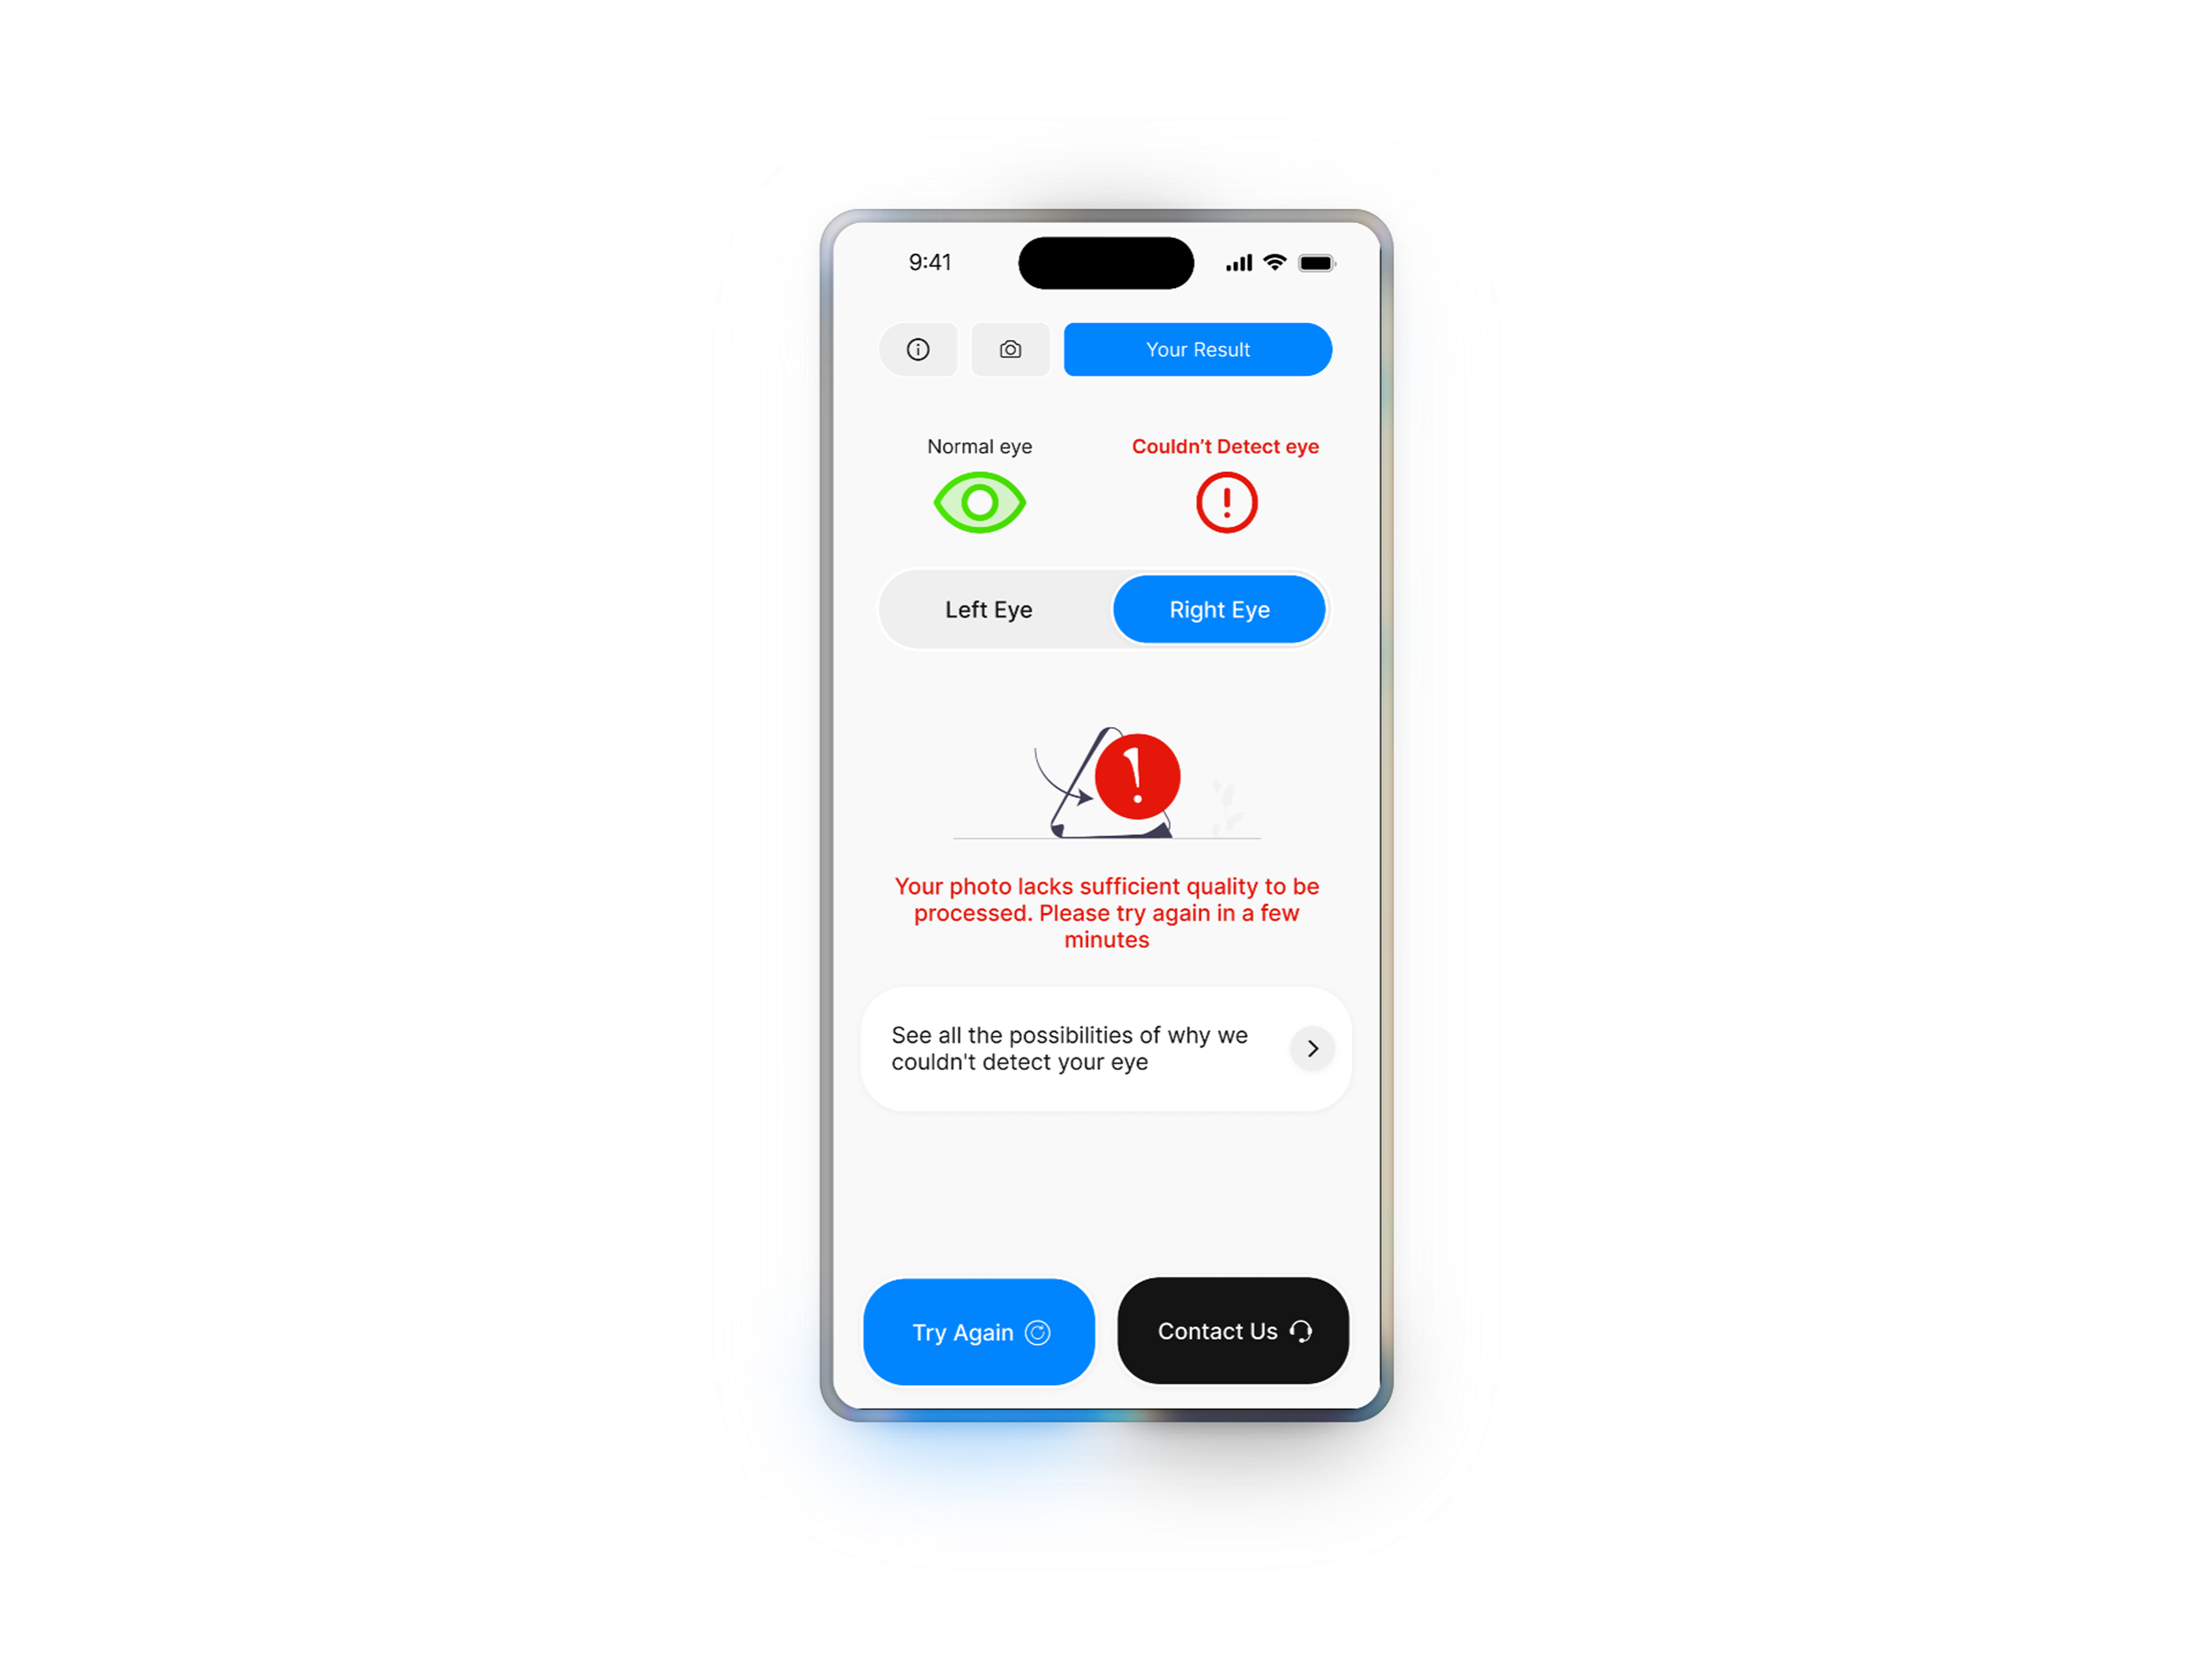 9:41
Your Result
Normal eye
Couldn’t Detect eye
Left Eye
Right Eye
Your photo lacks sufficient quality to be
processed. Please try again in a few
minutes
See all the possibilities of why we
couldn't detect your eye
Try Again
Contact Us